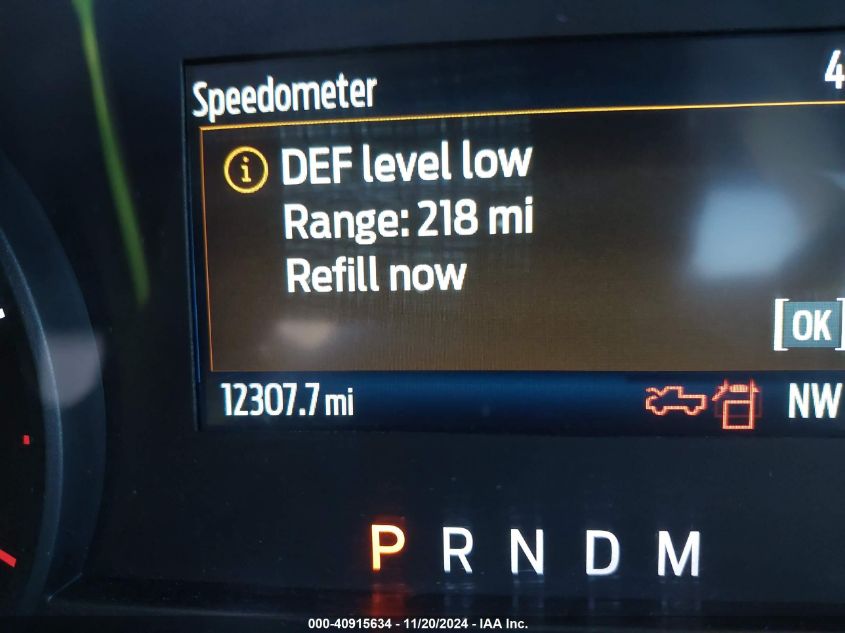 Speedometer 4
DEF level low
Range: 218 mi
Refill now
[OK]
12307.7 mi NW
P R N D M
000-40915634 - 11/20/2024 - IAA Inc.